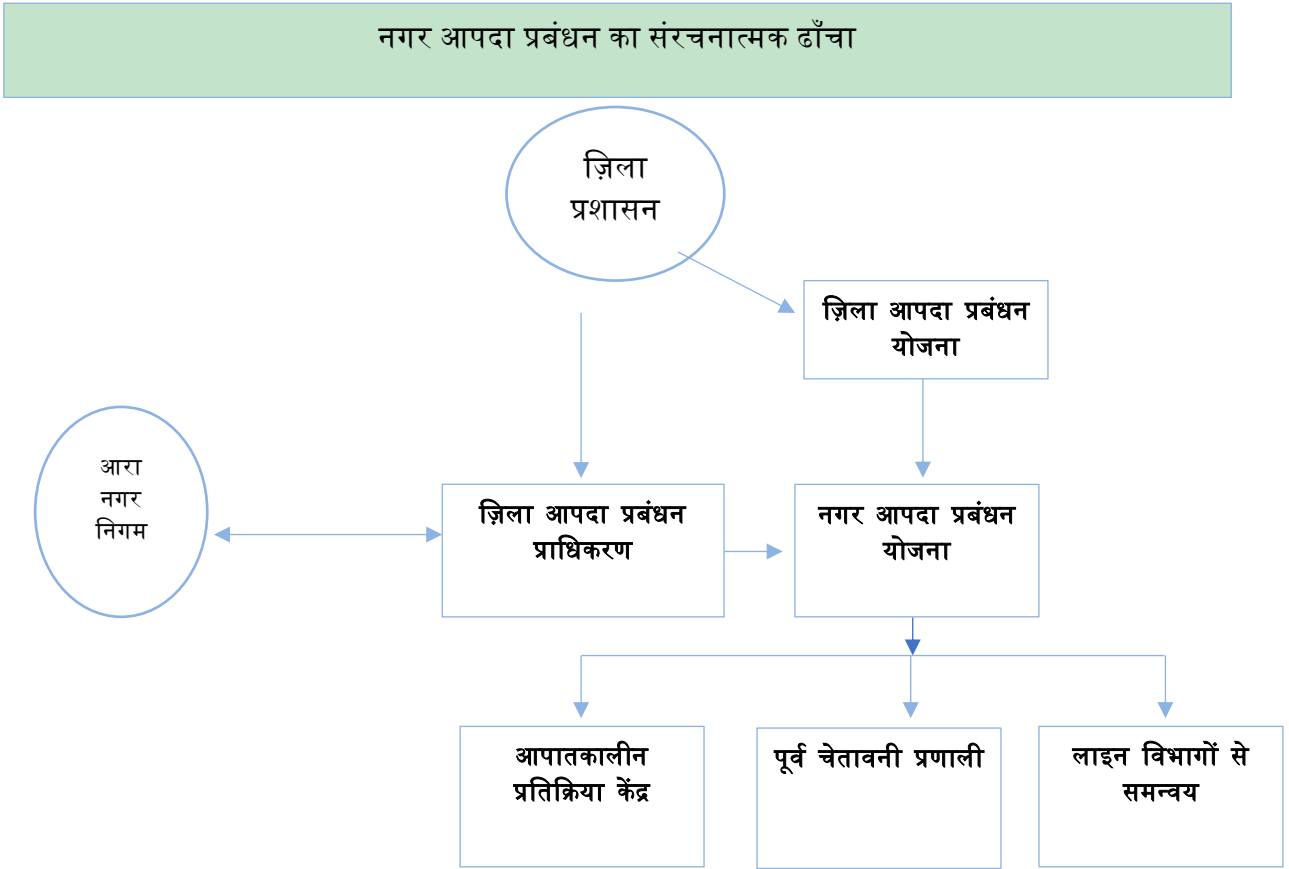 नगर आपदा प्रबंधन का संरचनात्मक ढाँचा
ज़िला
प्रशासन
ज़िला आपदा प्रबंधन
योजना
आरा
नगर
निगम
ज़िला आपदा प्रबंधन
प्राधिकरण
नगर आपदा प्रबंधन
योजना
आपातकालीन
प्रतिक्रिया केंद्र
पूर्व चेतावनी प्रणाली
लाइन विभागों से
समन्वय